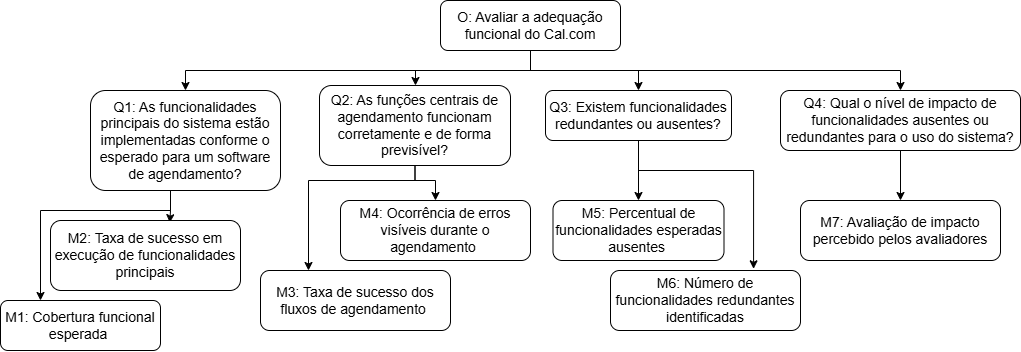 O: Avaliar a adequação
funcional do Cal.com
Q1: As funcionalidades
principais do sistema estão
implementadas conforme o
esperado para um software
de agendamento?
Q2: As funções centrais de
agendamento funcionam
corretamente e de forma
previsível?
Q3: Existem funcionalidades
redundantes ou ausentes?
Q4: Qual o nível de impacto de
funcionalidades ausentes ou
redundantes para o uso do sistema?
M2: Taxa de sucesso em
execução de funcionalidades
principais
M1: Cobertura funcional
esperada
M4: Ocorrência de erros
visíveis durante o
agendamento
M3: Taxa de sucesso dos
fluxos de agendamento
M5: Percentual de
funcionalidades esperadas
ausentes
M6: Número de
funcionalidades redundantes
identificadas
M7: Avaliação de impacto
percebido pelos avaliadores